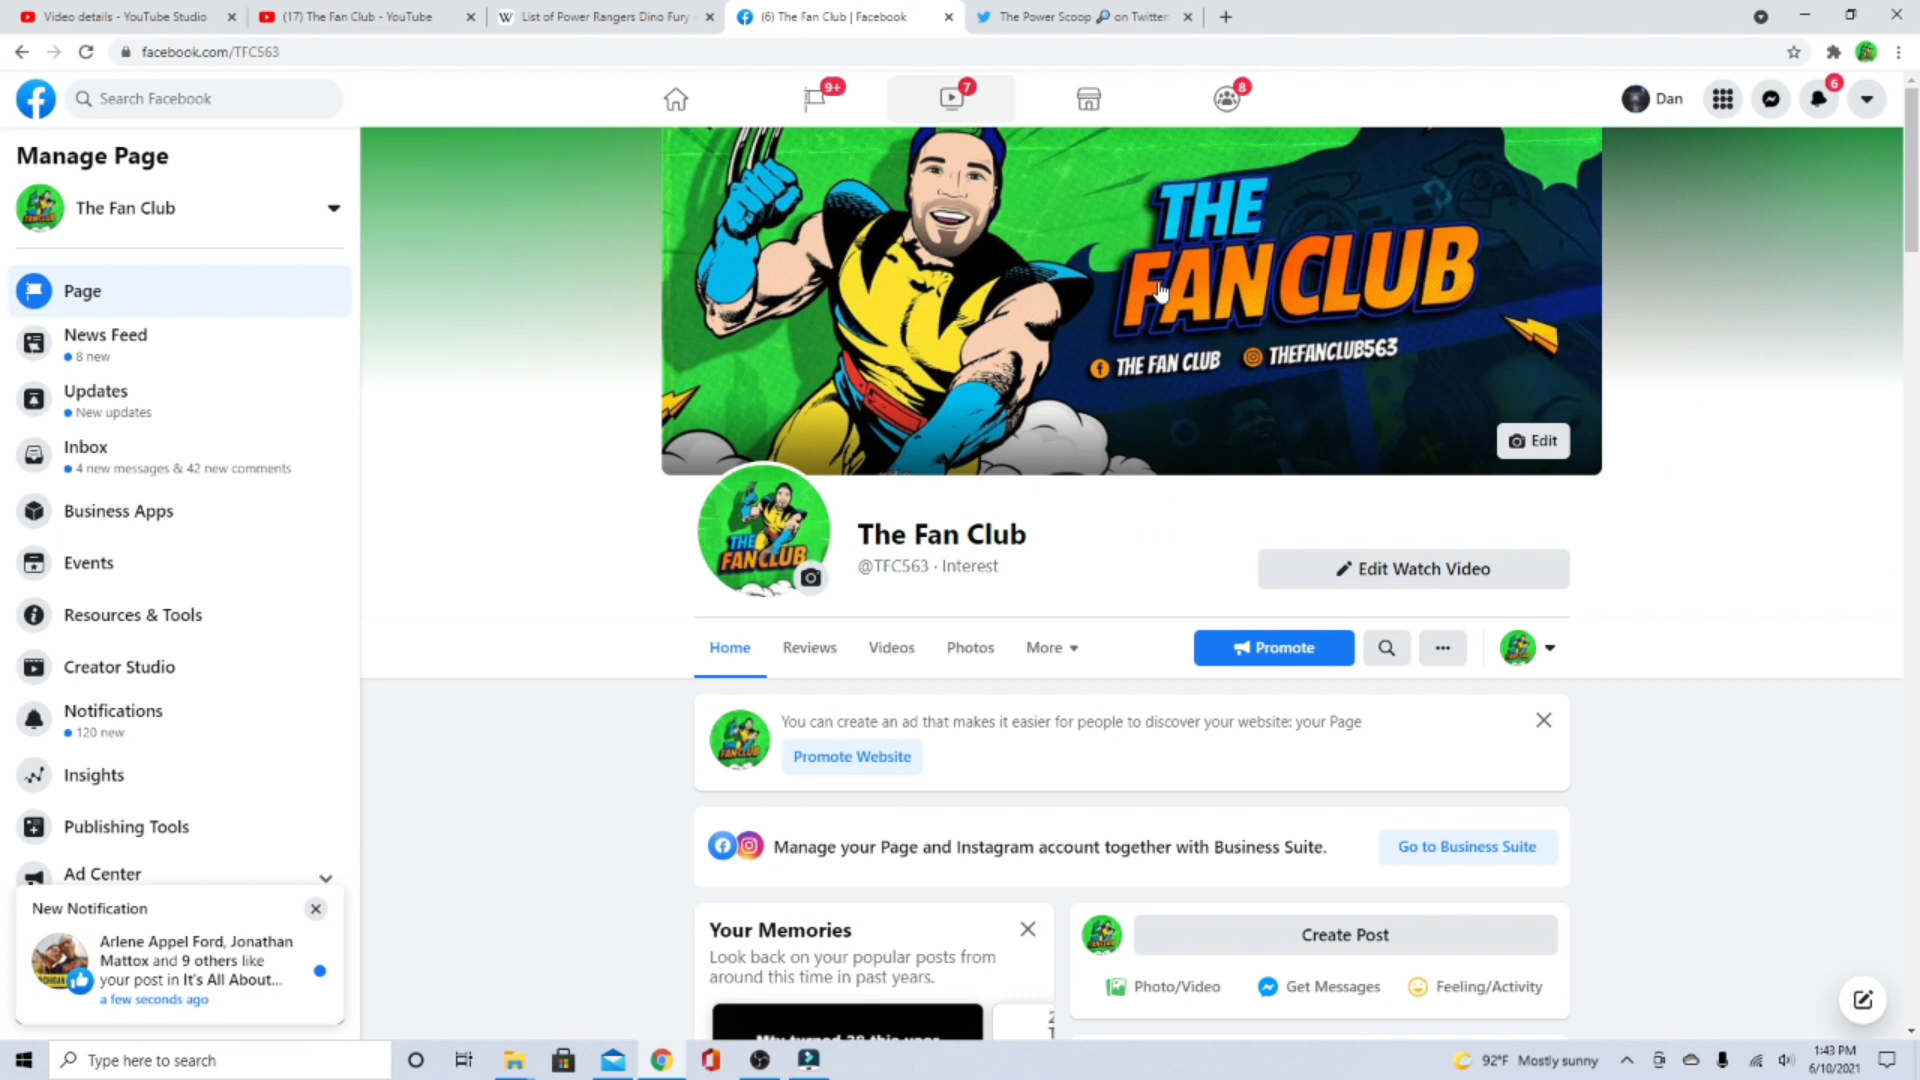 Video details - YouTube Studio
(17) The Fan Club - YouTube
List of Power Rangers Dino Fury
(6) The Fan Club | Facebook
The Power Scoop 🔎 on Twitter:
facebook.com/TFC563
Search Facebook
9+
7
8
Dan
6
Manage Page
The Fan Club
Page
News Feed
8 new
Updates
New updates
Inbox
4 new messages & 42 new comments
Business Apps
Events
Resources & Tools
Creator Studio
Notifications
120 new
Insights
Publishing Tools
Ad Center
New Notification
Arlene Appel Ford, Jonathan
Mattox and 9 others like
your post in It's All About...
a few seconds ago
THE
FAN CLUB
THE FAN CLUB
THEFANCLUB563
Edit
THE
FANCLUB
The Fan Club
@TFC563 · Interest
Edit Watch Video
Home
Reviews
Videos
Photos
More
Promote
You can create an ad that makes it easier for people to discover your website: your Page
Promote Website
Manage your Page and Instagram account together with Business Suite.
Go to Business Suite
Your Memories
Look back on your popular posts from
around this time in past years.
Create Post
Photo/Video
Get Messages
Feeling/Activity
Type here to search
92°F Mostly sunny
1:43 PM
6/10/2021